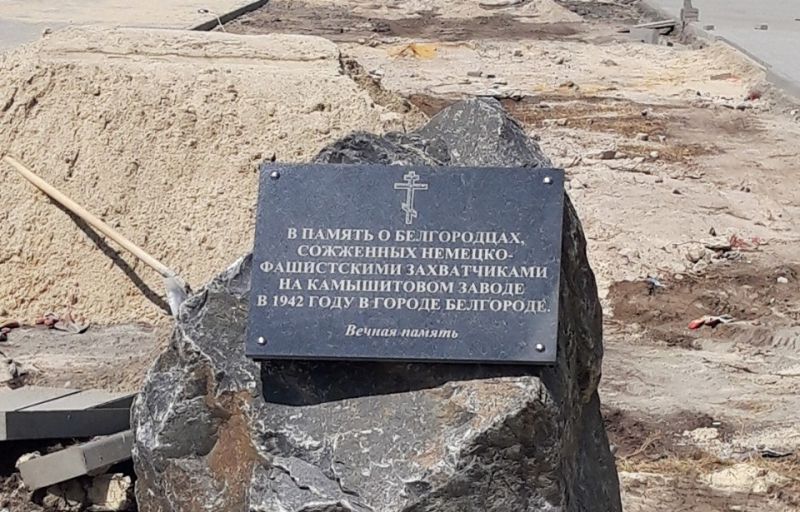 В ПАМЯТЬ О БЕЛГОРОДЦАХ,
СОЖЖЕННЫХ НЕМЕЦКО-
ФАШИСТСКИМИ ЗАХВАТЧИКАМИ
НА КАМЫШИТОВОМ ЗАВОДЕ
В 1942 ГОДУ В ГОРОДЕ БЕЛГОРОДЕ.
Вечная память